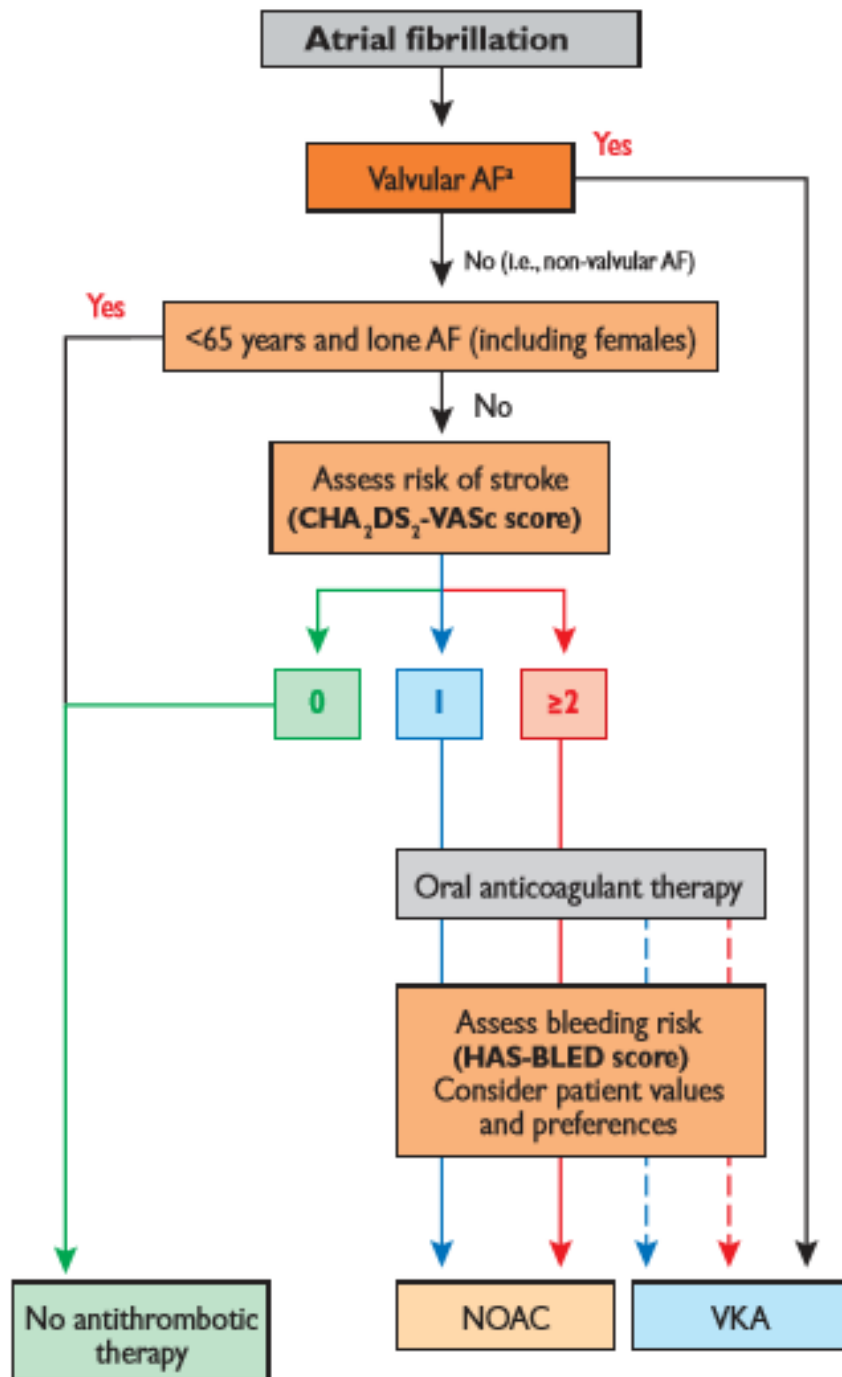 Atrial fibrillation
Yes
Valvular AFª
No (i.e., non-valvular AF)
Yes
<65 years and lone AF (including females)
No
Assess risk of stroke
(CHA₂DS₂-VASc score)
0
1
≥2
Oral anticoagulant therapy
Assess bleeding risk
(HAS-BLED score)
Consider patient values
and preferences
No antithrombotic
therapy
NOAC
VKA